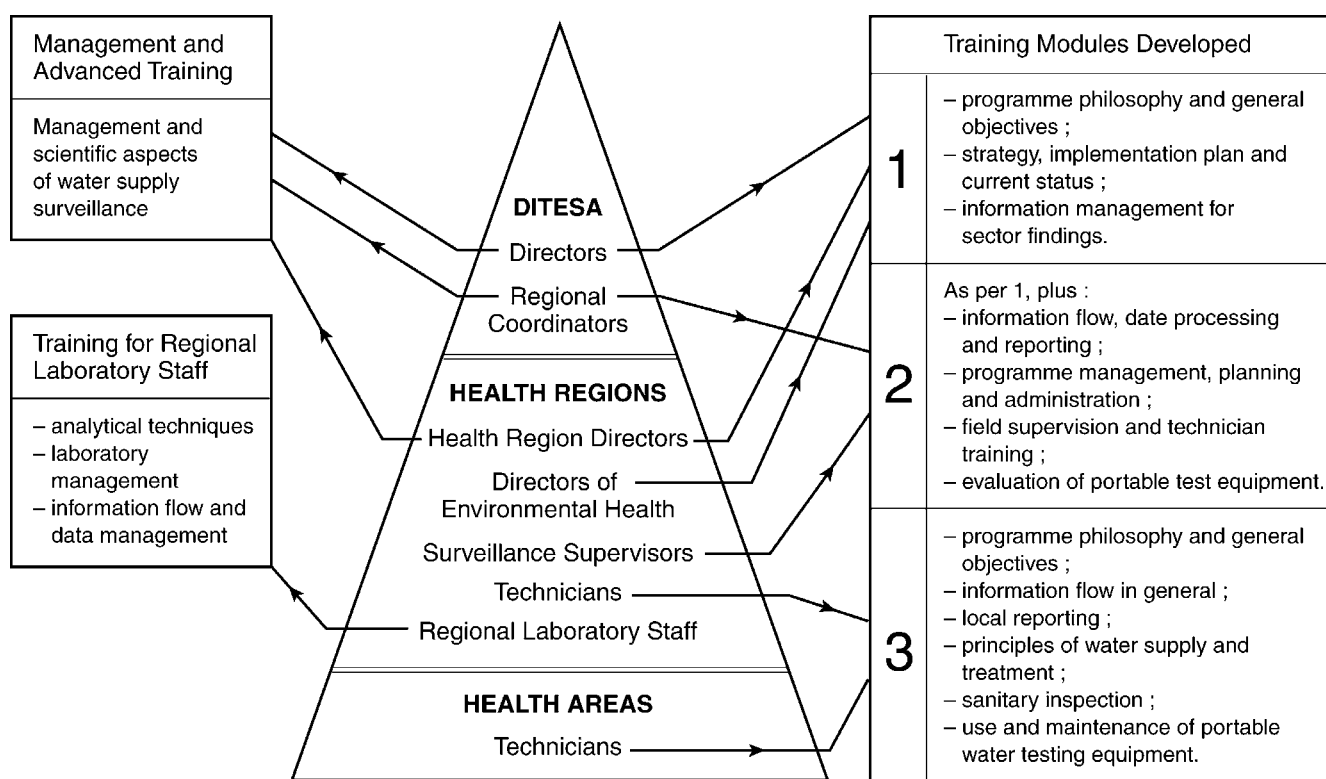 Management and
Advanced Training
Management and
scientific aspects
of water supply
surveillance
Training for Regional
Laboratory Staff
– analytical techniques
– laboratory
management
– information flow and
data management
DITESA
Directors
Regional
Coordinators
HEALTH REGIONS
Health Region Directors
Directors of
Environmental Health
Surveillance Supervisors
Technicians
Regional Laboratory Staff
HEALTH AREAS
Technicians
Training Modules Developed
1
– programme philosophy and general
objectives ;
– strategy, implementation plan and
current status ;
– information management for
sector findings.
2
As per 1, plus :
– information flow, date processing
and reporting ;
– programme management, planning
and administration ;
– field supervision and technician
training ;
– evaluation of portable test equipment.
3
– programme philosophy and general
objectives ;
– information flow in general ;
– local reporting ;
– principles of water supply and
treatment ;
– sanitary inspection ;
– use and maintenance of portable
water testing equipment.